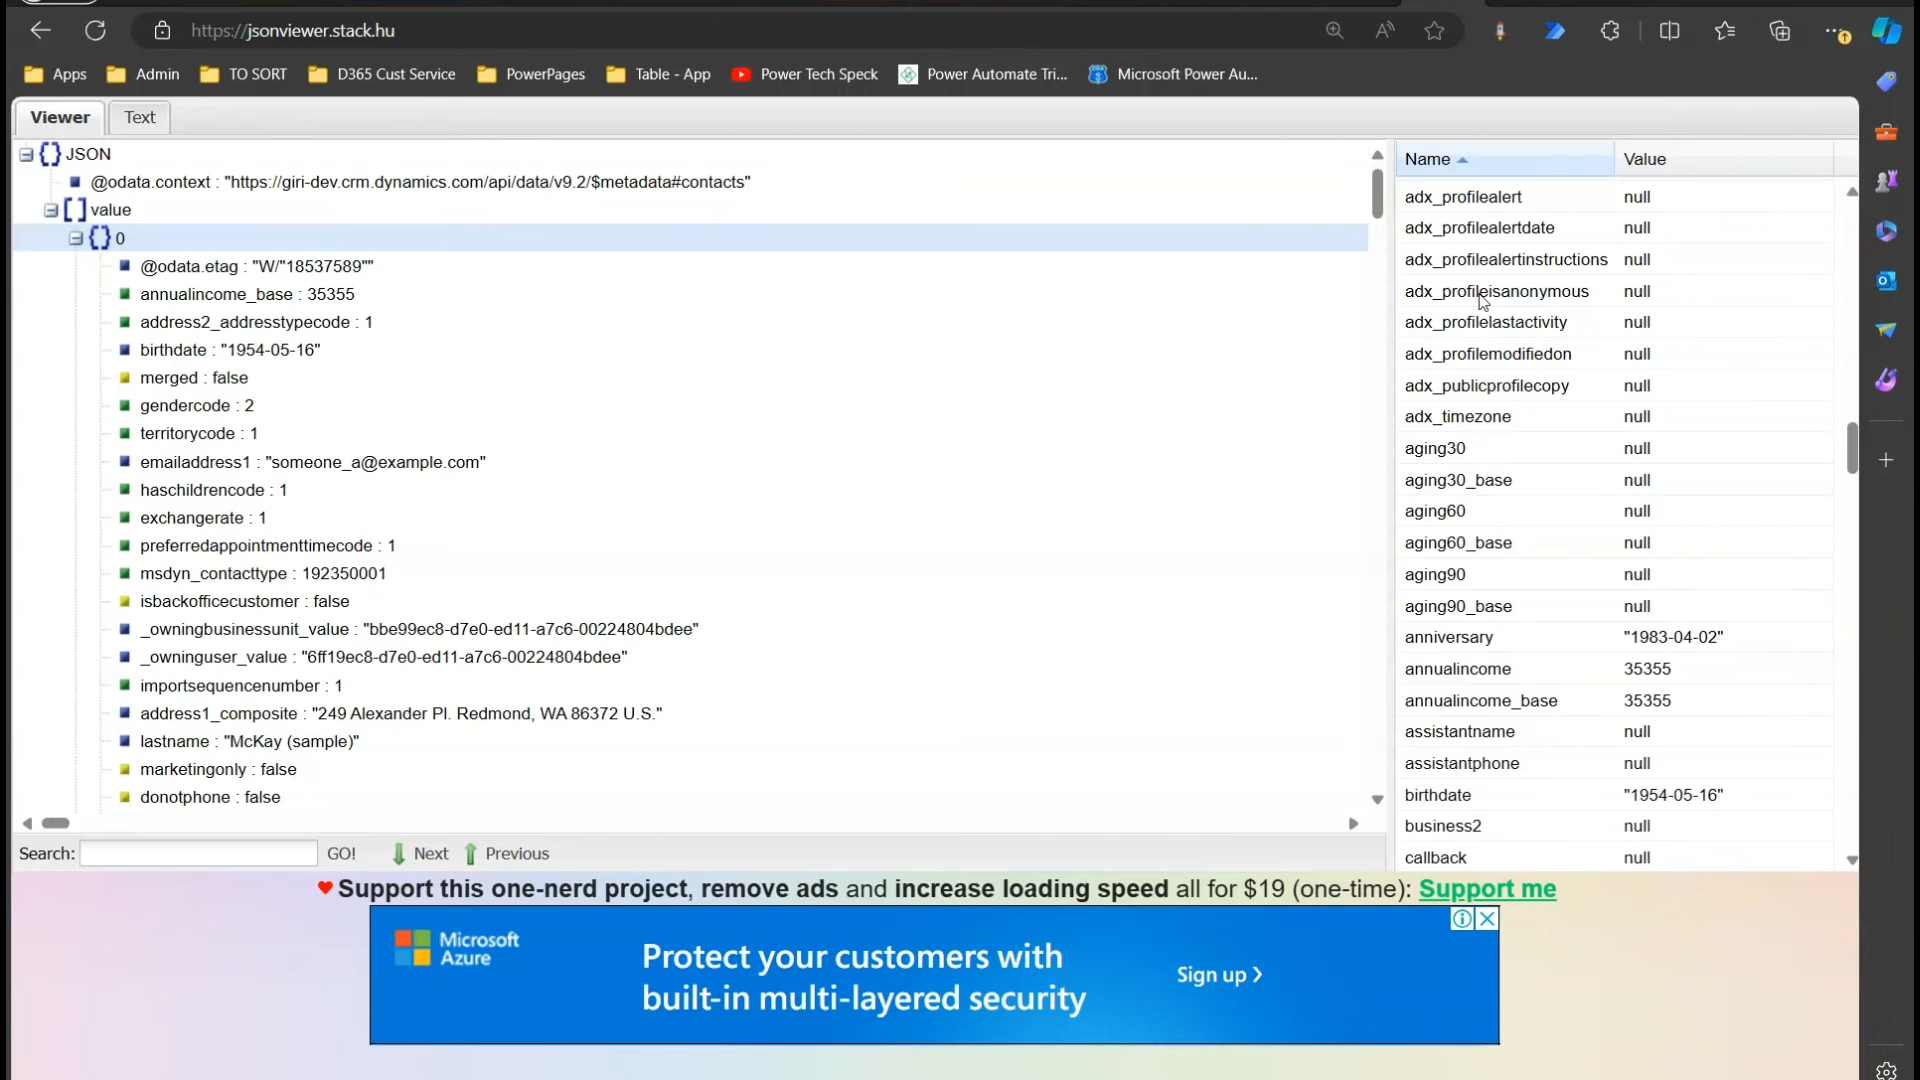 https://jsonviewer.stack.hu
Apps
Admin
TO SORT
D365 Cust Service
PowerPages
Table - App
Power Tech Speck
Power Automate Tri...
Microsoft Power Au...
Viewer
Text
JSON
@odata.context : "https://giri-dev.crm.dynamics.com/api/data/v9.2/$metadata#contacts"
value
0
@odata.etag : "W/"18537589""
annualincome_base : 35355
address2_addresstypecode : 1
birthdate : "1954-05-16"
merged : false
gendercode : 2
territorycode : 1
emailaddress1 : "someone_a@example.com"
haschildrencode : 1
exchangerate : 1
preferredappointmenttimecode : 1
msdyn_contacttype : 192350001
isbackofficecustomer : false
_owningbusinessunit_value : "bbe99ec8-d7e0-ed11-a7c6-00224804bdee"
_owninguser_value : "6ff19ec8-d7e0-ed11-a7c6-00224804bdee"
importsequencenumber : 1
address1_composite : "249 Alexander Pl. Redmond, WA 86372 U.S."
lastname : "McKay (sample)"
marketingonly : false
donotphone : false
Search:
GO!
Next
Previous
Name Value
adx_profilealert null
adx_profilealertdate null
adx_profilealertinstructions null
adx_profileisanonymous null
adx_profilelastactivity null
adx_profilemodifiedon null
adx_publicprofilecopy null
adx_timezone null
aging30 null
aging30_base null
aging60 null
aging60_base null
aging90 null
aging90_base null
anniversary "1983-04-02"
annualincome 35355
annualincome_base 35355
assistantname null
assistantphone null
birthdate "1954-05-16"
business2 null
callback null
Support this one-nerd project, remove ads and increase loading speed all for $19 (one-time): Support me
Microsoft
Azure
Protect your customers with
built-in multi-layered security
Sign up